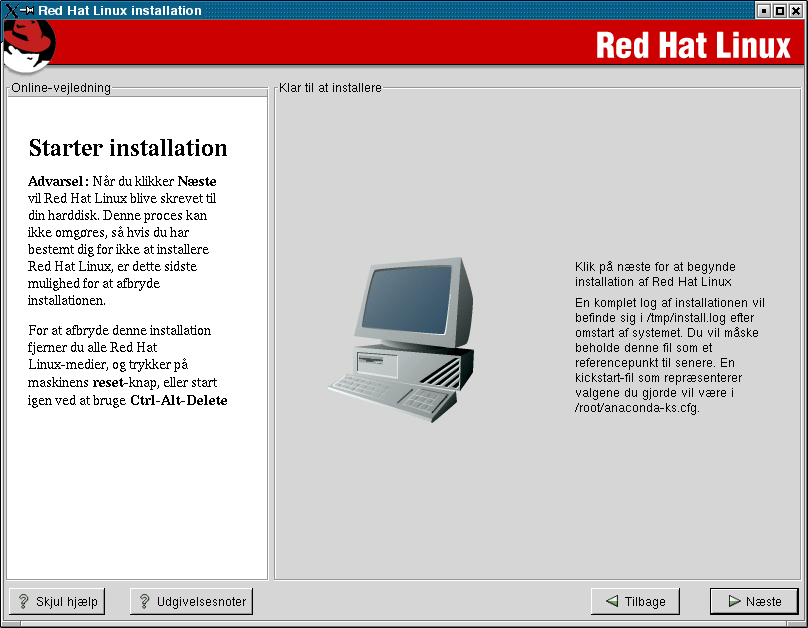 Red Hat Linux installation
Red Hat Linux
Online-vejledning
Starter installation
Advarsel: Når du klikker Næste
vil Red Hat Linux blive skrevet til
din harddisk. Denne proces kan
ikke omgøres, så hvis du har
bestemt dig for ikke at installere
Red Hat Linux, er dette sidste
mulighed for at afbryde
installationen.
For at afbryde denne installation
fjerner du alle Red Hat
Linux-medier, og trykker på
maskinens reset-knap, eller start
igen ved at bruge Ctrl-Alt-Delete
Klar til at installere
Klik på næste for at begynde
installation af Red Hat Linux
En komplet log af installationen vil
befinde sig i /tmp/install.log efter
omstart af systemet. Du vil måske
beholde denne fil som et
referencepunkt til senere. En
kickstart-fil som repræsenterer
valgene du gjorde vil være i
/root/anaconda-ks.cfg.
? Skjul hjælp
? Udgivelsesnoter
Tilbage
Næste